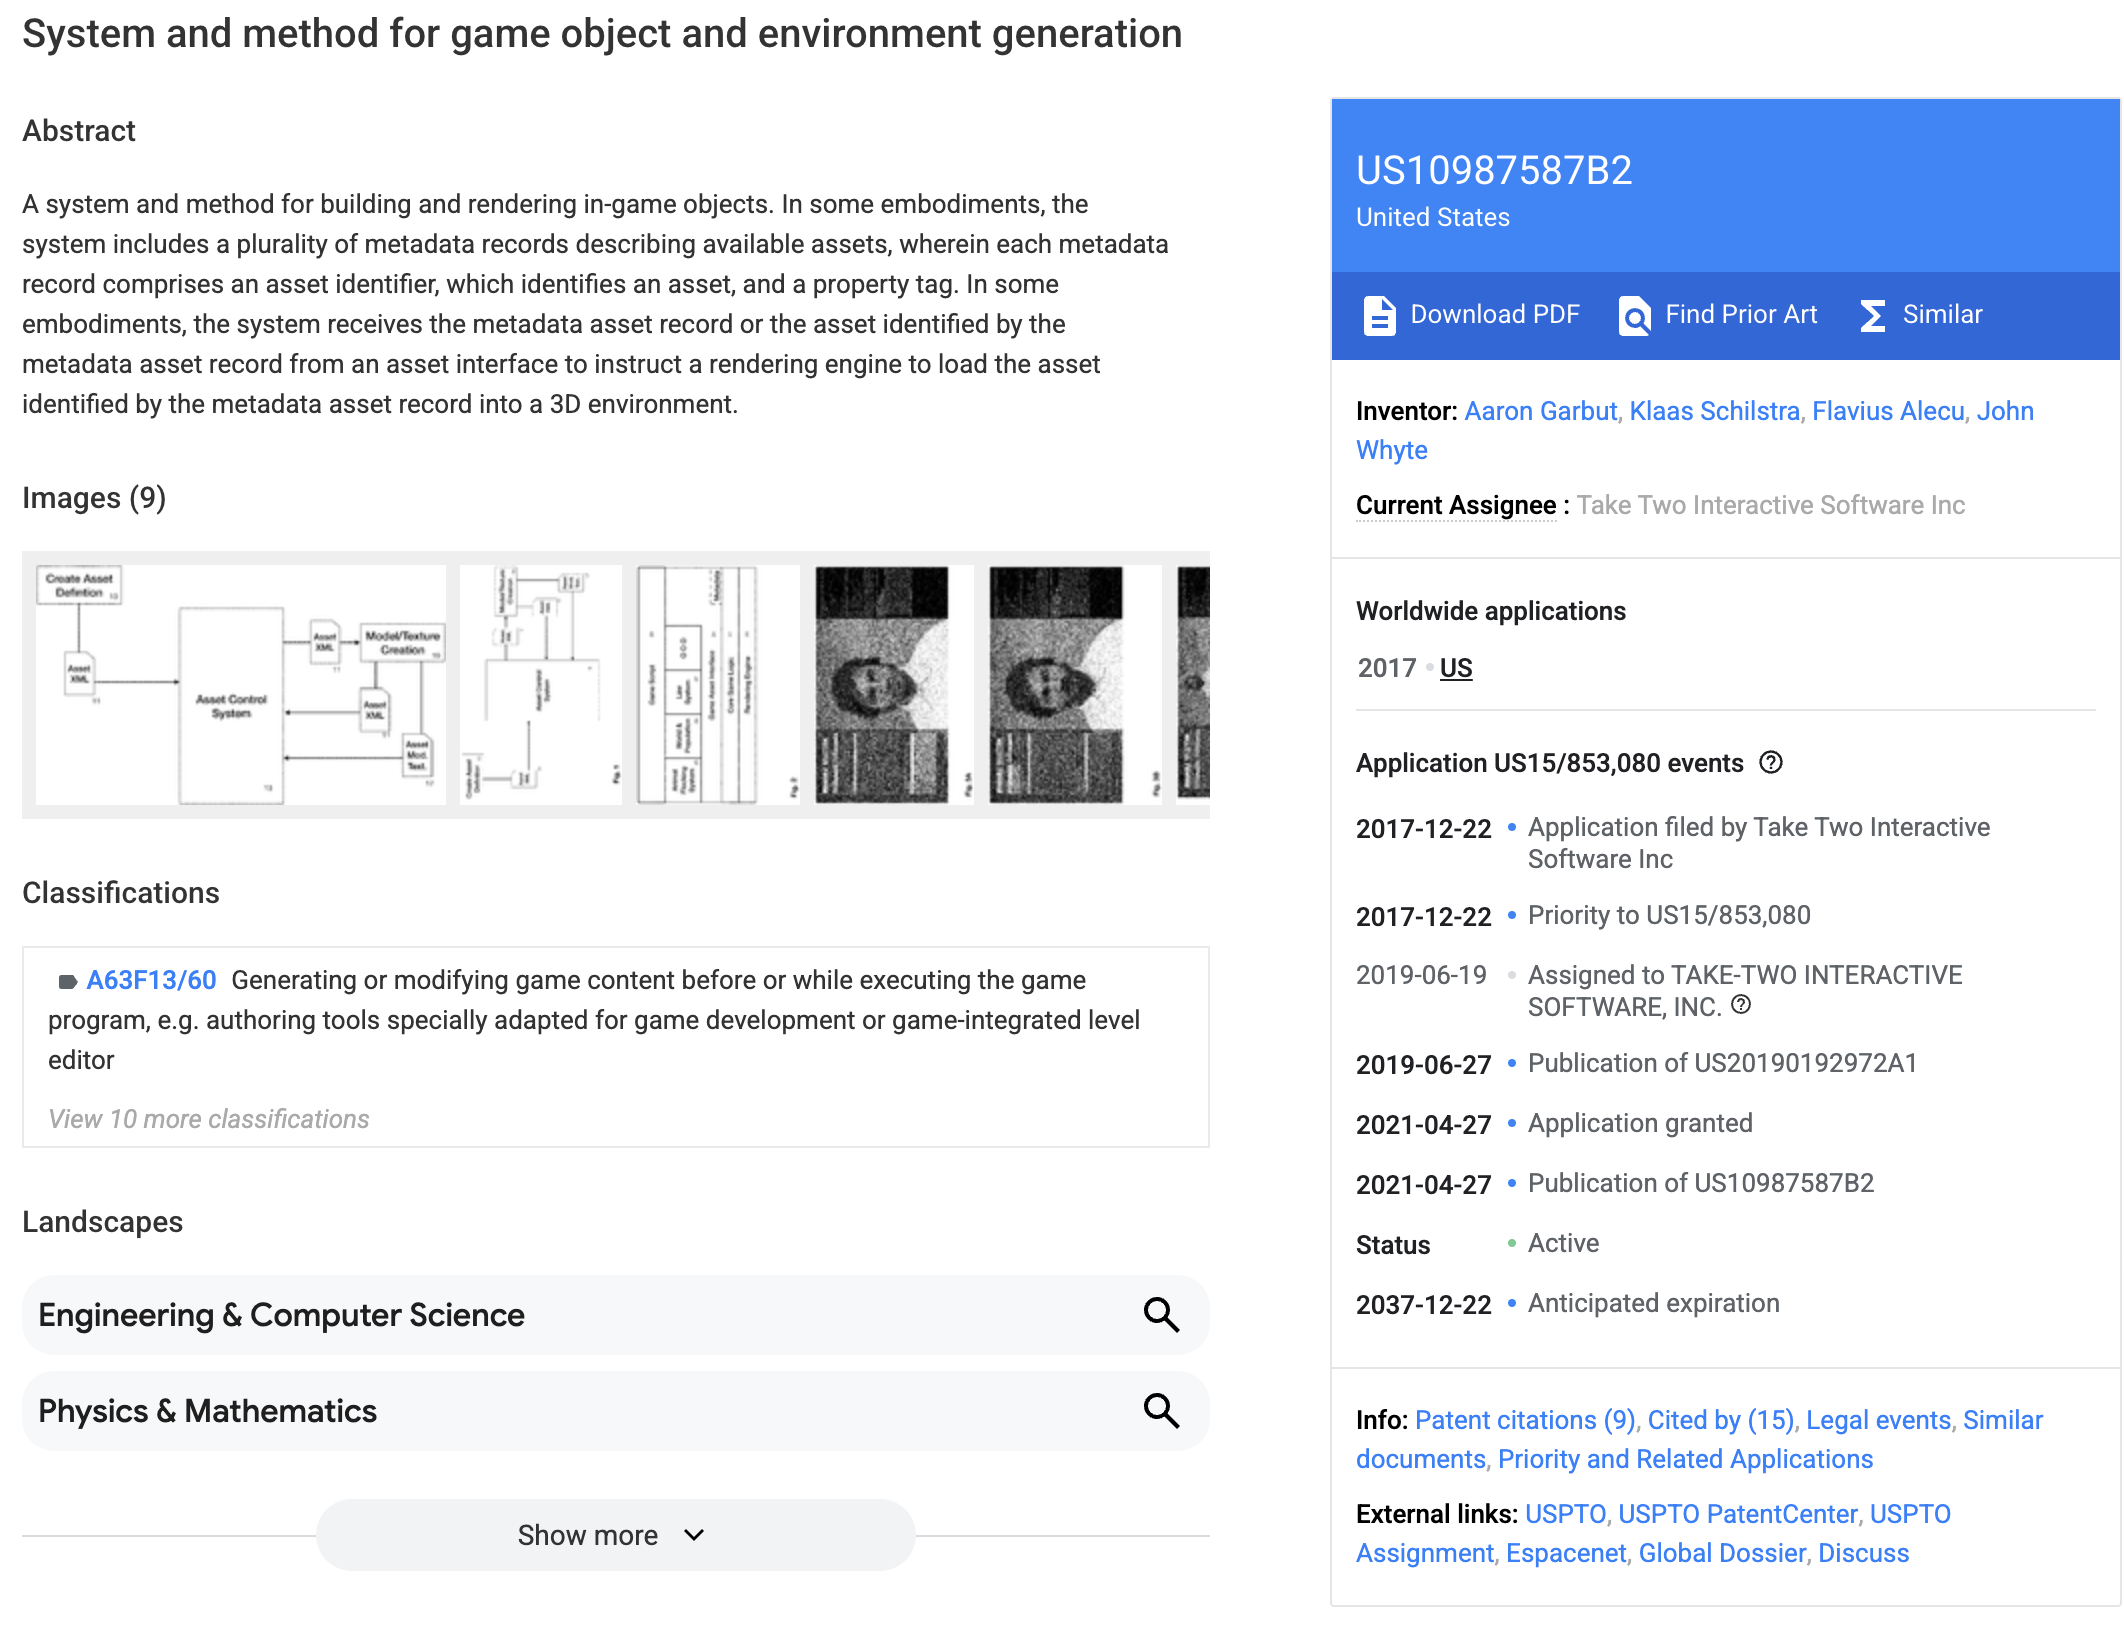 System and method for game object and environment generation
Abstract
A system and method for building and rendering in-game objects. In some embodiments, the
system includes a plurality of metadata records describing available assets, wherein each metadata
record comprises an asset identifier, which identifies an asset, and a property tag. In some
embodiments, the system receives the metadata asset record or the asset identified by the
metadata asset record from an asset interface to instruct a rendering engine to load the asset
identified by the metadata asset record into a 3D environment.
Images (9)
Create Asset
Defintion
Asset
XML
Asset Control
System
Asset
XML
Model/Texture
Creation
Asset
XML
Asset
Mod.
Text.
Classifications
A63F13/60 Generating or modifying game content before or while executing the game
program, e.g. authoring tools specially adapted for game development or game-integrated level
editor
View 10 more classifications
Landscapes
Engineering & Computer Science
Physics & Mathematics
Show more
US10987587B2
United States
Download PDF Find Prior Art Similar
Inventor: Aaron Garbut, Klaas Schilstra, Flavius Alecu, John
Whyte
Current Assignee : Take Two Interactive Software Inc
Worldwide applications
2017 • US
Application US15/853,080 events
2017-12-22 • Application filed by Take Two Interactive
Software Inc
2017-12-22 • Priority to US15/853,080
2019-06-19 • Assigned to TAKE-TWO INTERACTIVE
SOFTWARE, INC.
2019-06-27 • Publication of US20190192972A1
2021-04-27 • Application granted
2021-04-27 • Publication of US10987587B2
Status • Active
2037-12-22 • Anticipated expiration
Info: Patent citations (9), Cited by (15), Legal events, Similar
documents, Priority and Related Applications
External links: USPTO, USPTO PatentCenter, USPTO
Assignment, Espacenet, Global Dossier, Discuss